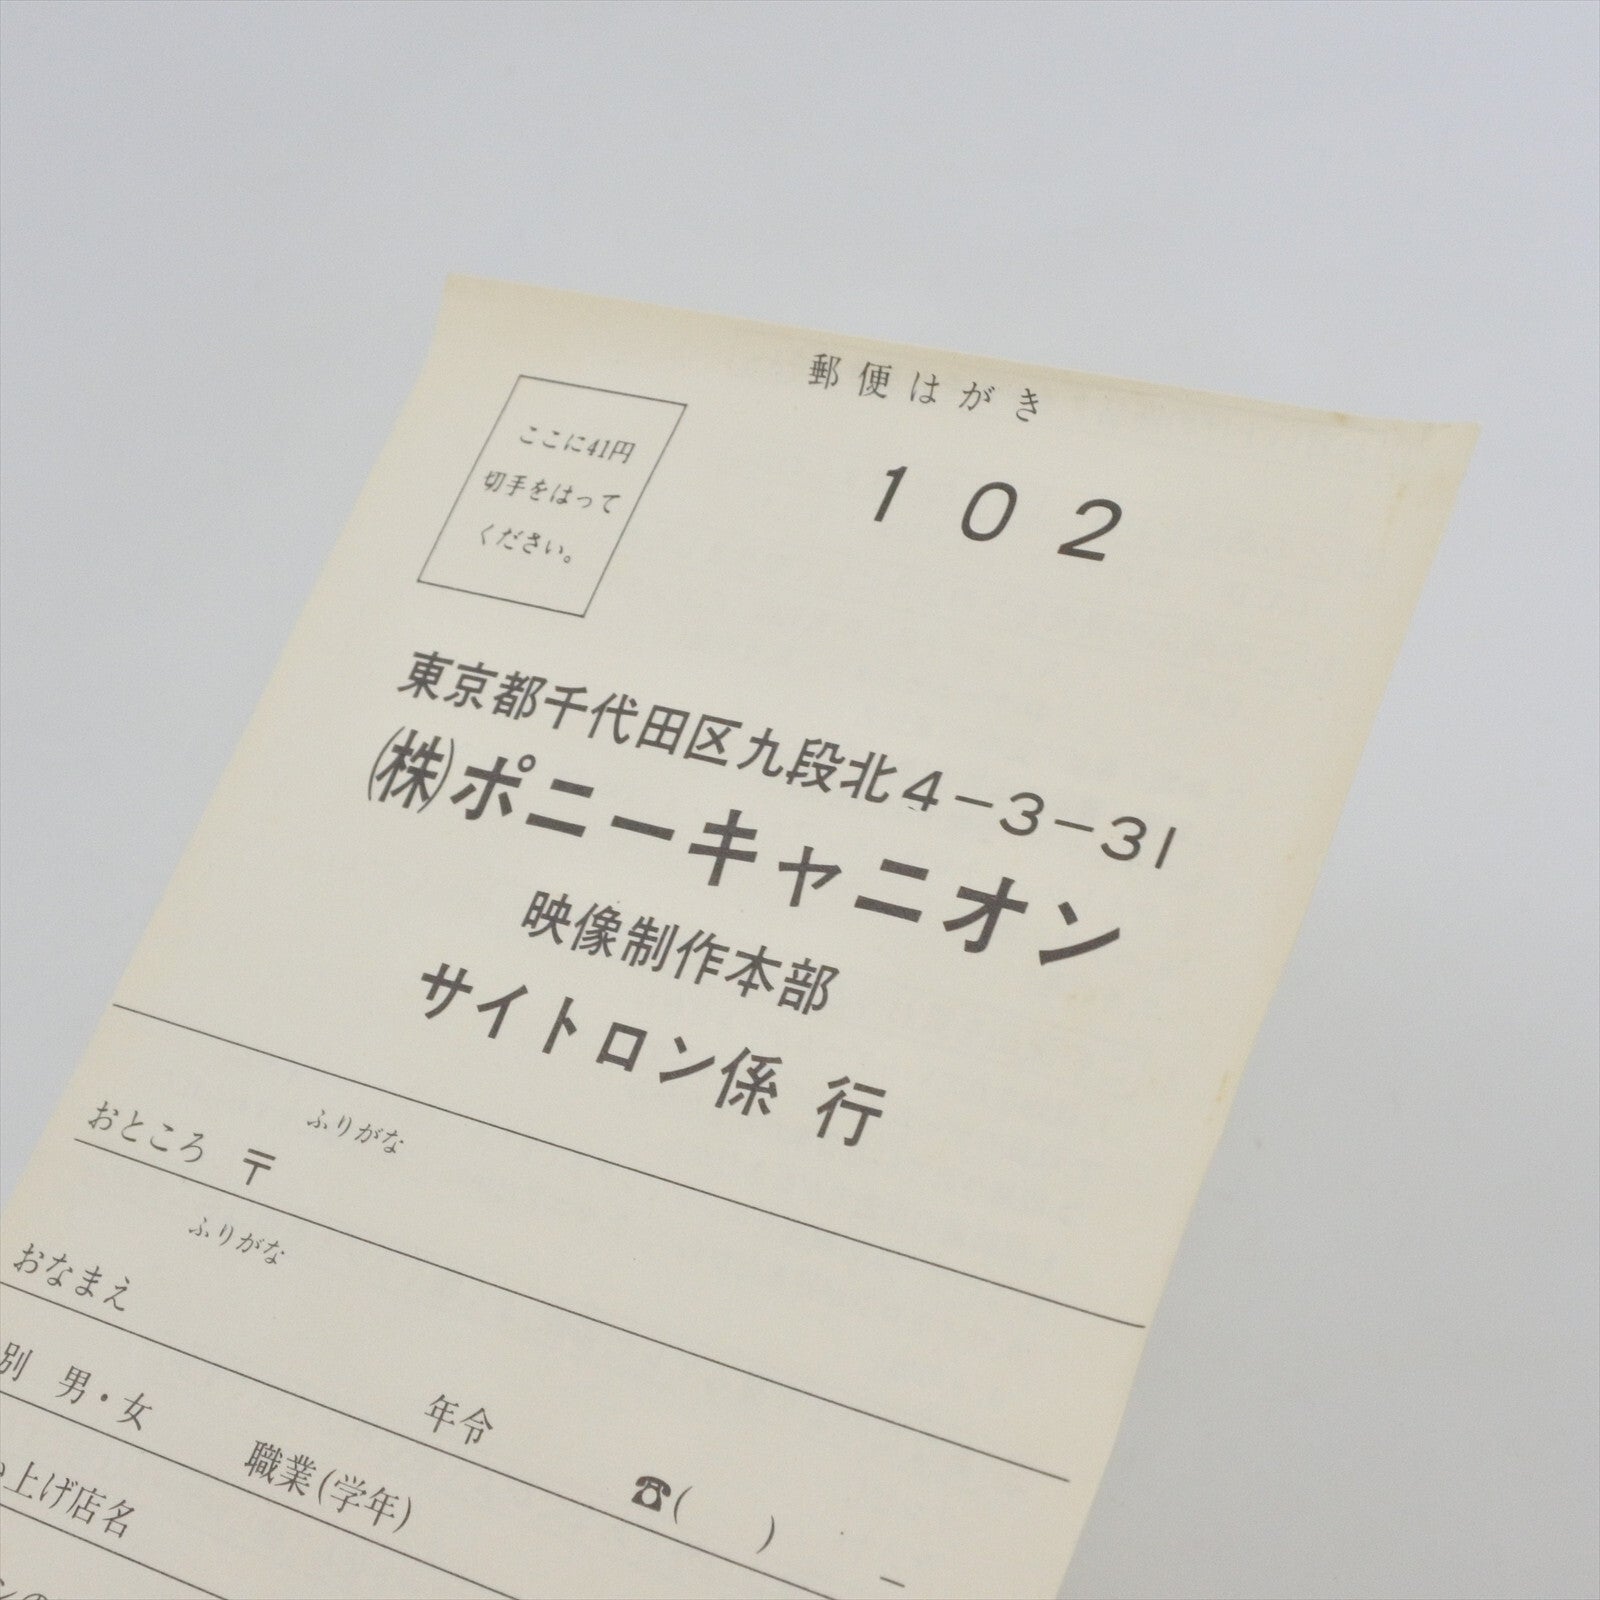 郵便はがき
ここに41円
切手をはって
ください。
102
東京都千代田区九段北4-3-31
(株)ポニーキャニオン
映像制作本部
サイトロン係 行
ふりがな
おところ 〒
ふりがな
おなまえ
別 男・女 年令 ☎( ) -
上げ店名 職業(学年)